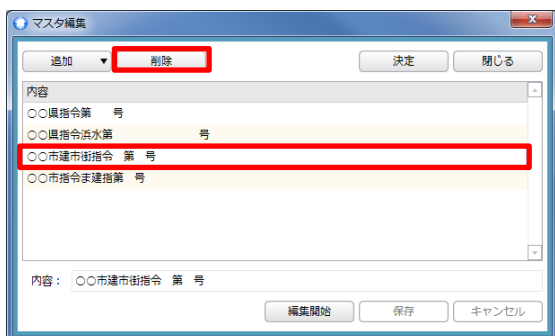 マスタ編集
追加 ▼ 削除 決定 閉じる
内容
○○県指令第　号
○○県指令浜水第　　　　　号
○○市建市街指令　第　号
○○市指令ま建指第　号
内容： ○○市建市街指令　第　号
編集開始 保存 キャンセル